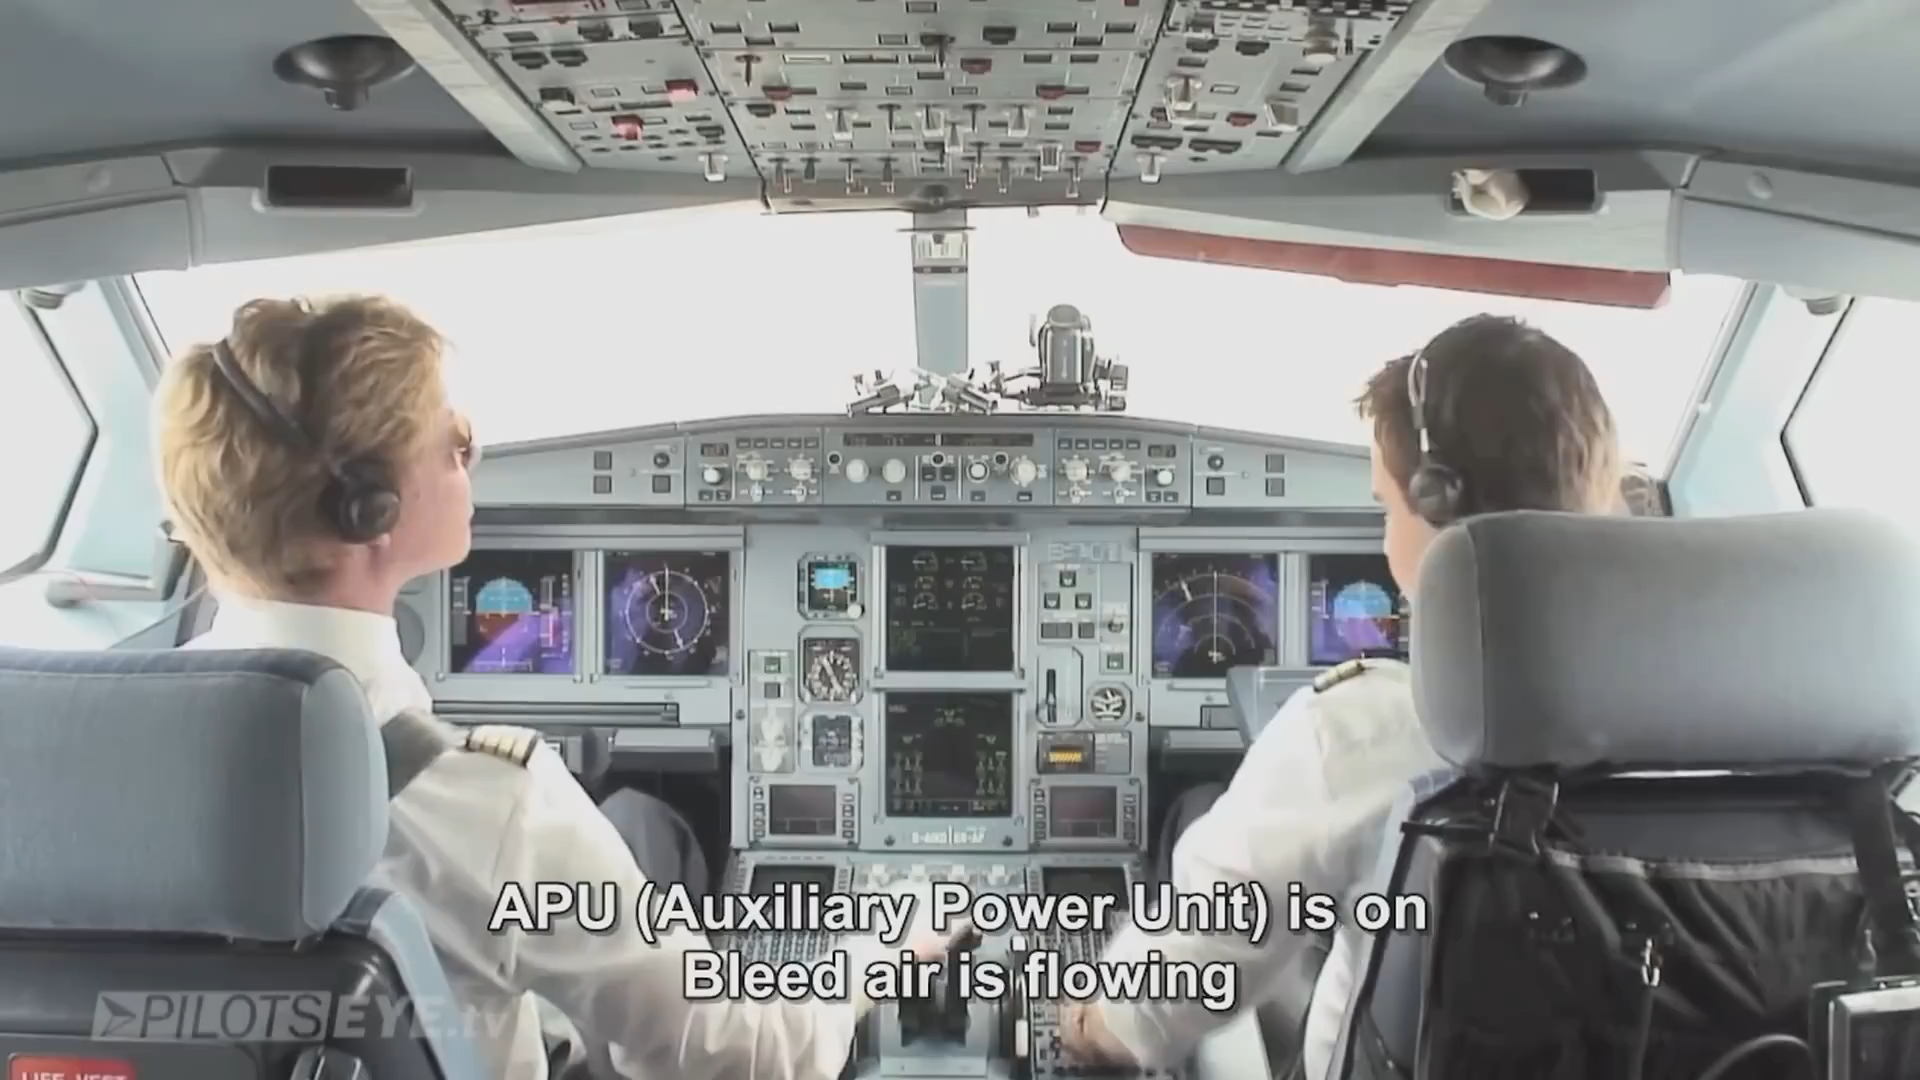 APU (Auxiliary Power Unit) is on
Bleed air is flowing
PILOTSEYE.tv
LIFE VEST